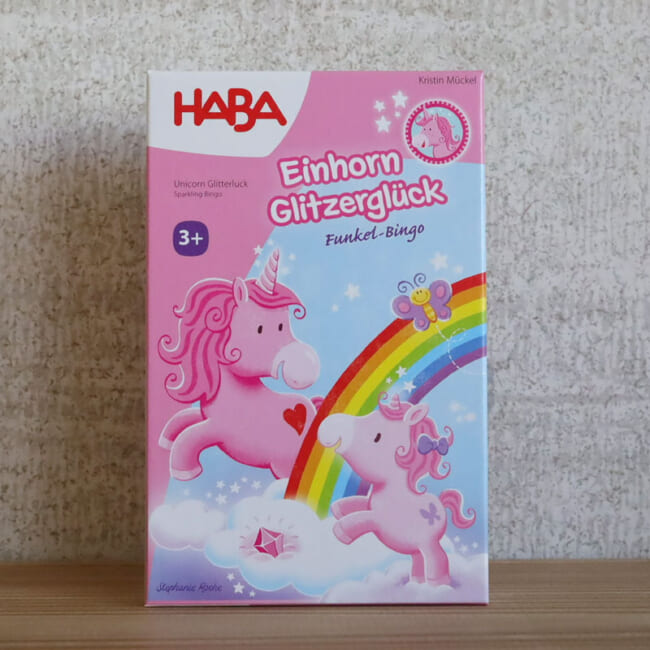 HABA
Kristin Mückel
Einhorn
Glitzerglück
Funkel-Bingo
Unicorn Glitterluck
Sparkling Bingo
3+
Stephanie Roehe